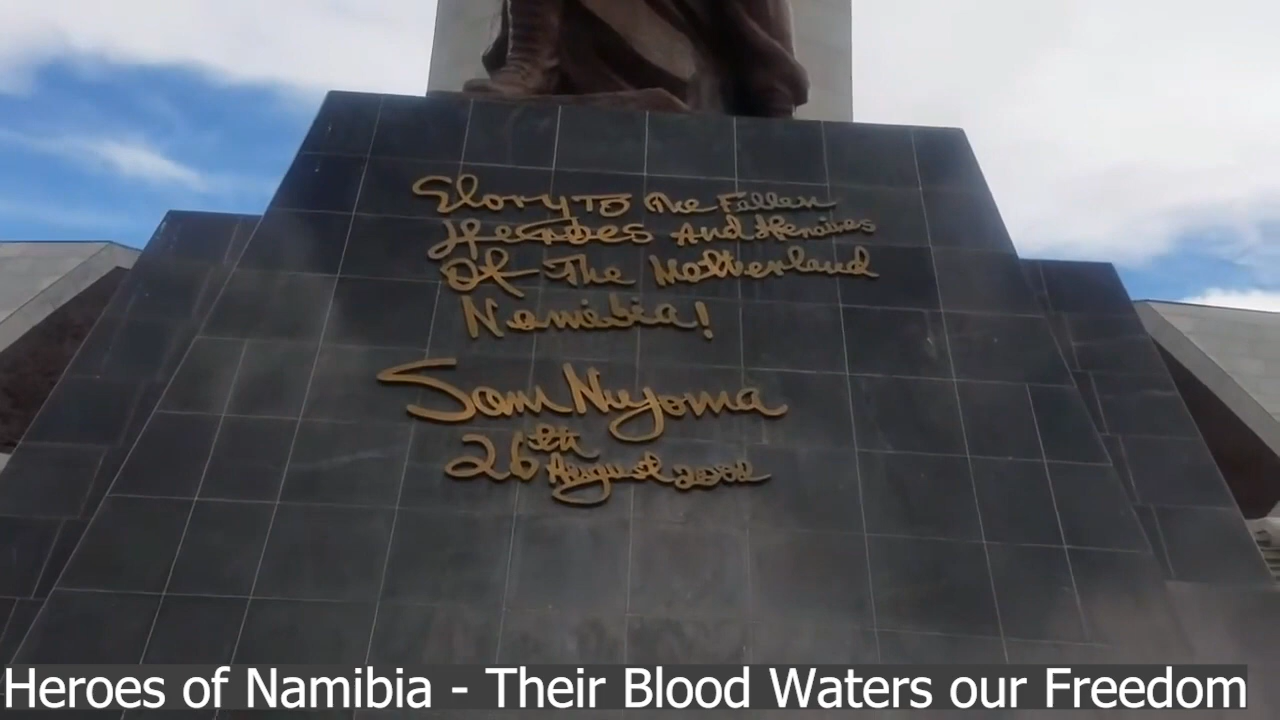 Glory To The Fallen
Heroes And Heroines
Of The Motherland
Namibia!
Sam Nujoma
26th August 2002
Heroes of Namibia - Their Blood Waters our Freedom